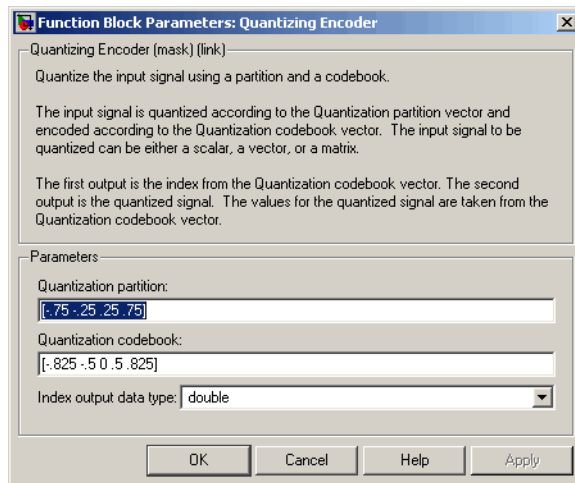 Function Block Parameters: Quantizing Encoder
Quantizing Encoder (mask) (link)
Quantize the input signal using a partition and a codebook.
The input signal is quantized according to the Quantization partition vector and
encoded according to the Quantization codebook vector. The input signal to be
quantized can be either a scalar, a vector, or a matrix.
The first output is the index from the Quantization codebook vector. The second
output is the quantized signal. The values for the quantized signal are taken from the
Quantization codebook vector.
Parameters
Quantization partition:
[-.75 -.25 .25 .75]
Quantization codebook:
[-.825 -.5 0 .5 .825]
Index output data type: double
OK Cancel Help Apply